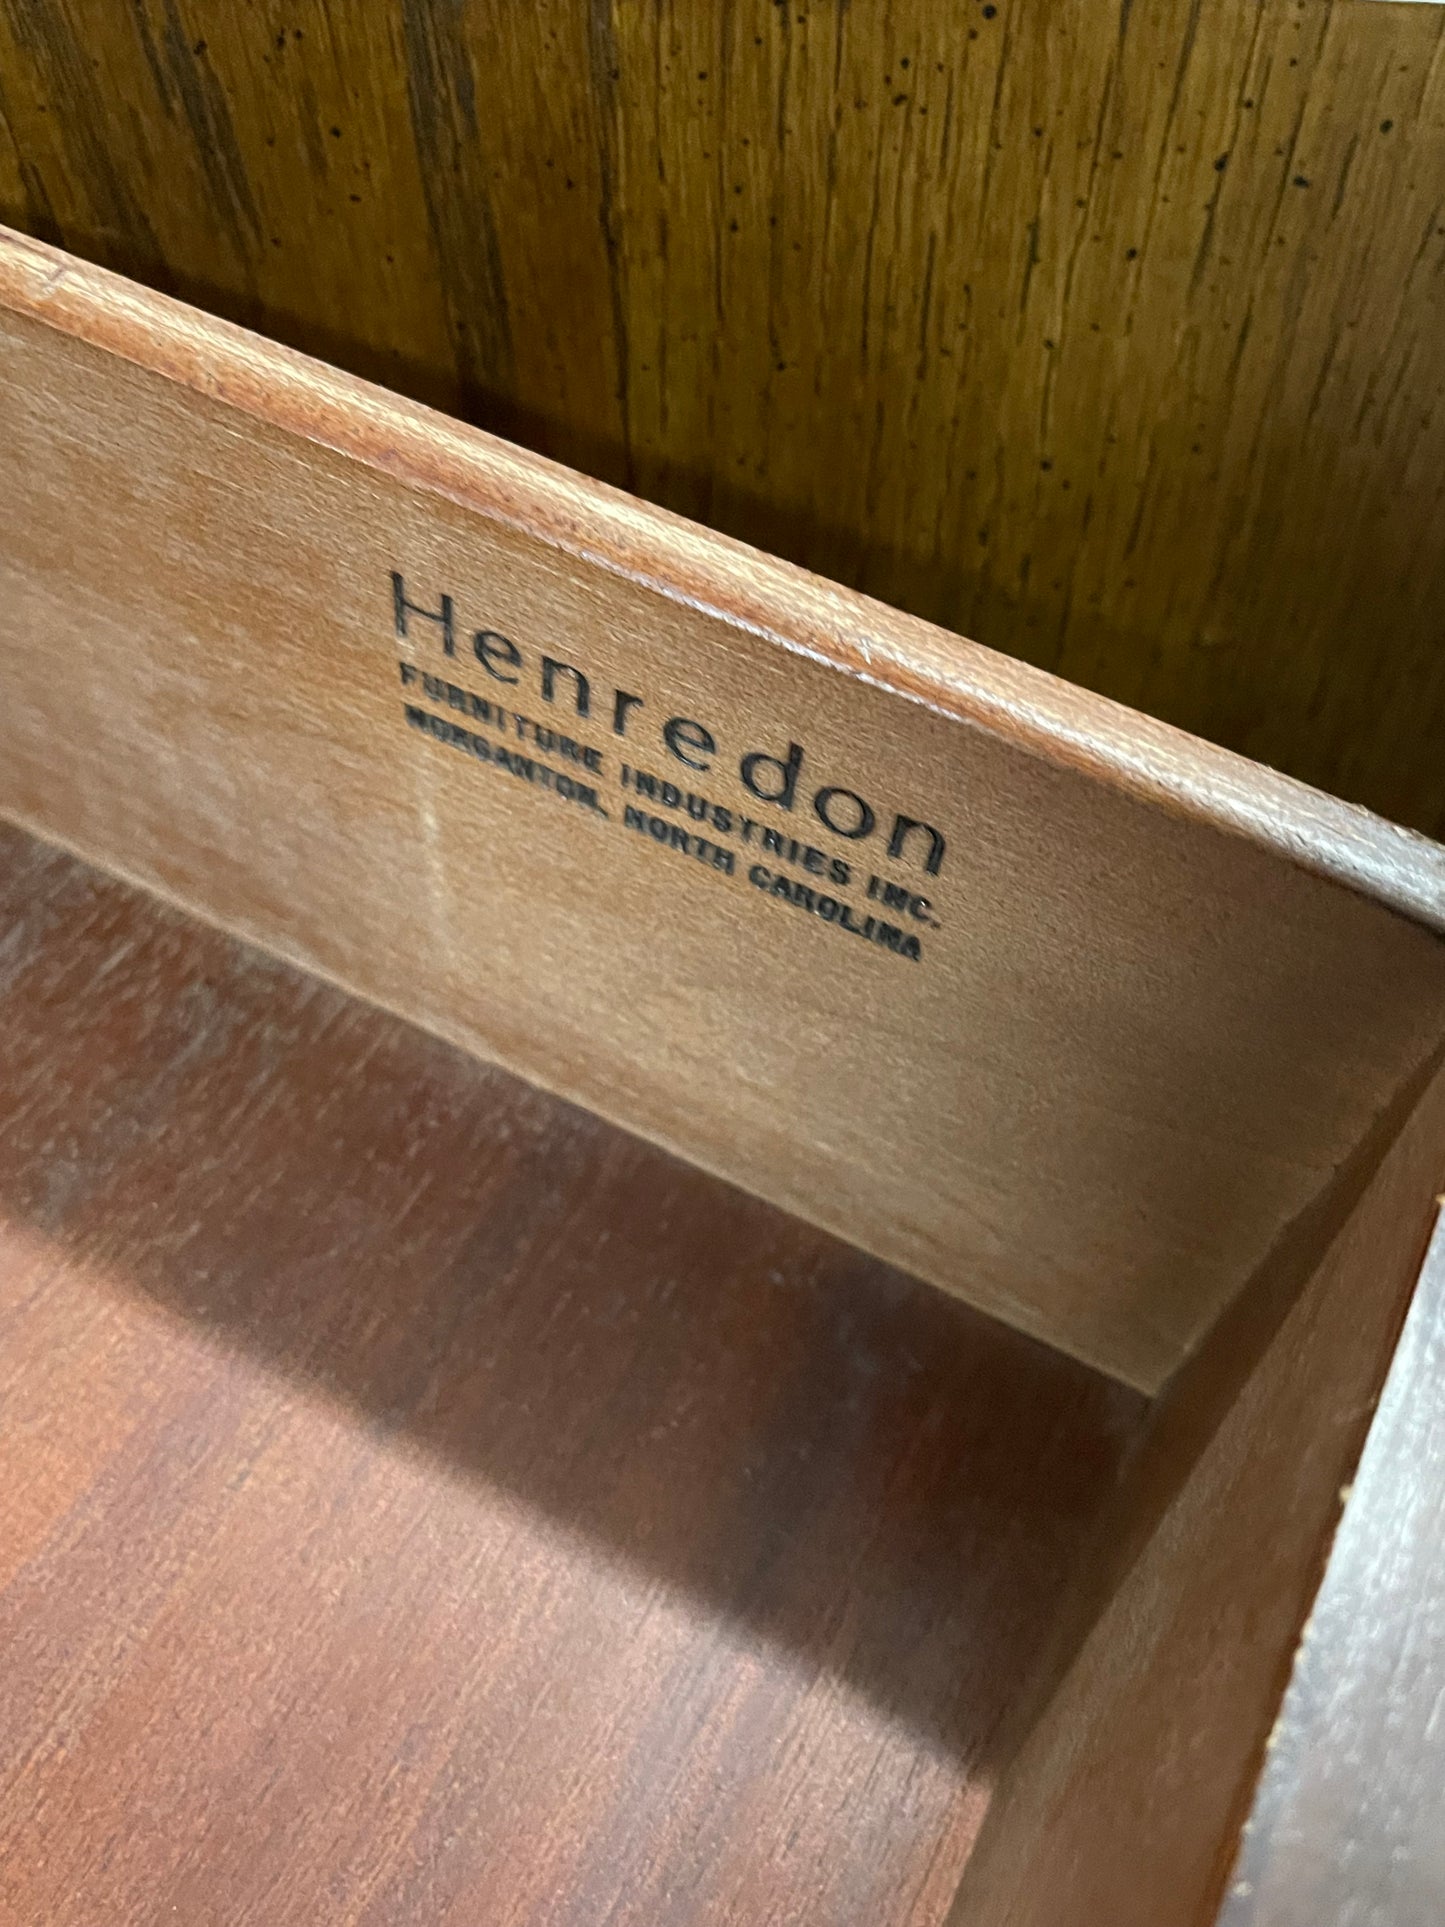 Henredon
FURNITURE INDUSTRIES INC.
MORGANTON, NORTH CAROLINA